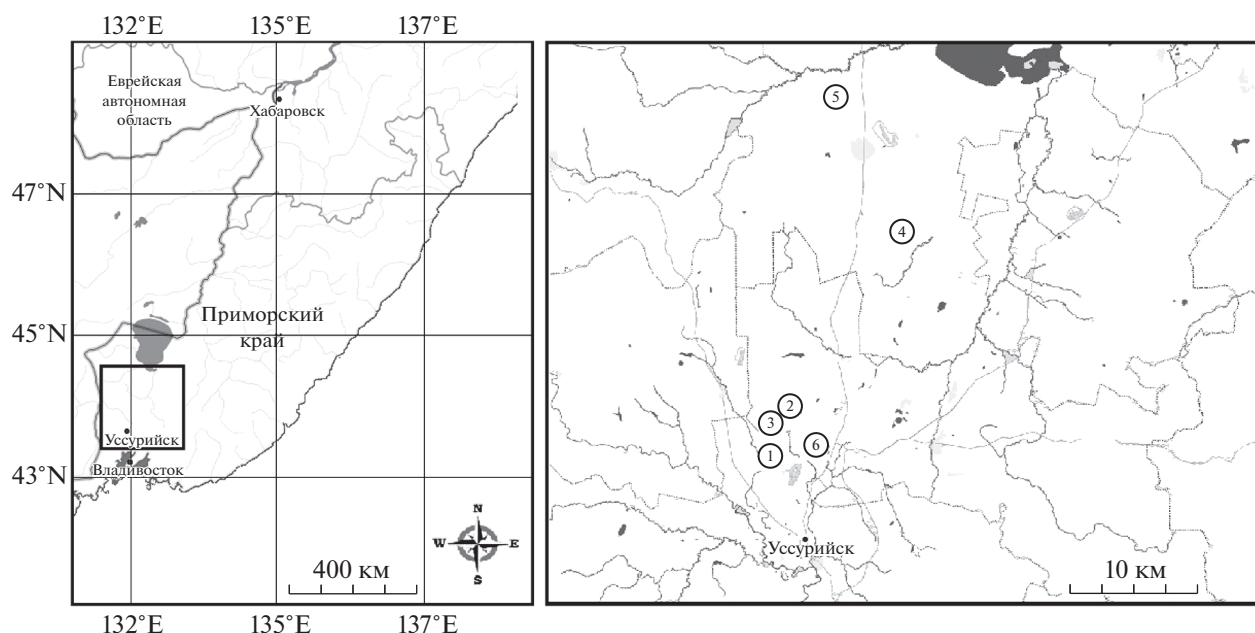 132°E 135°E 137°E
Еврейская
автономная
область
Хабаровск
47°N
45°N
Приморский
край
Уссурийск
Владивосток
43°N
N
W E
S
400 км
132°E 135°E 137°E
5
4
2
3
6
1
Уссурийск
10 км